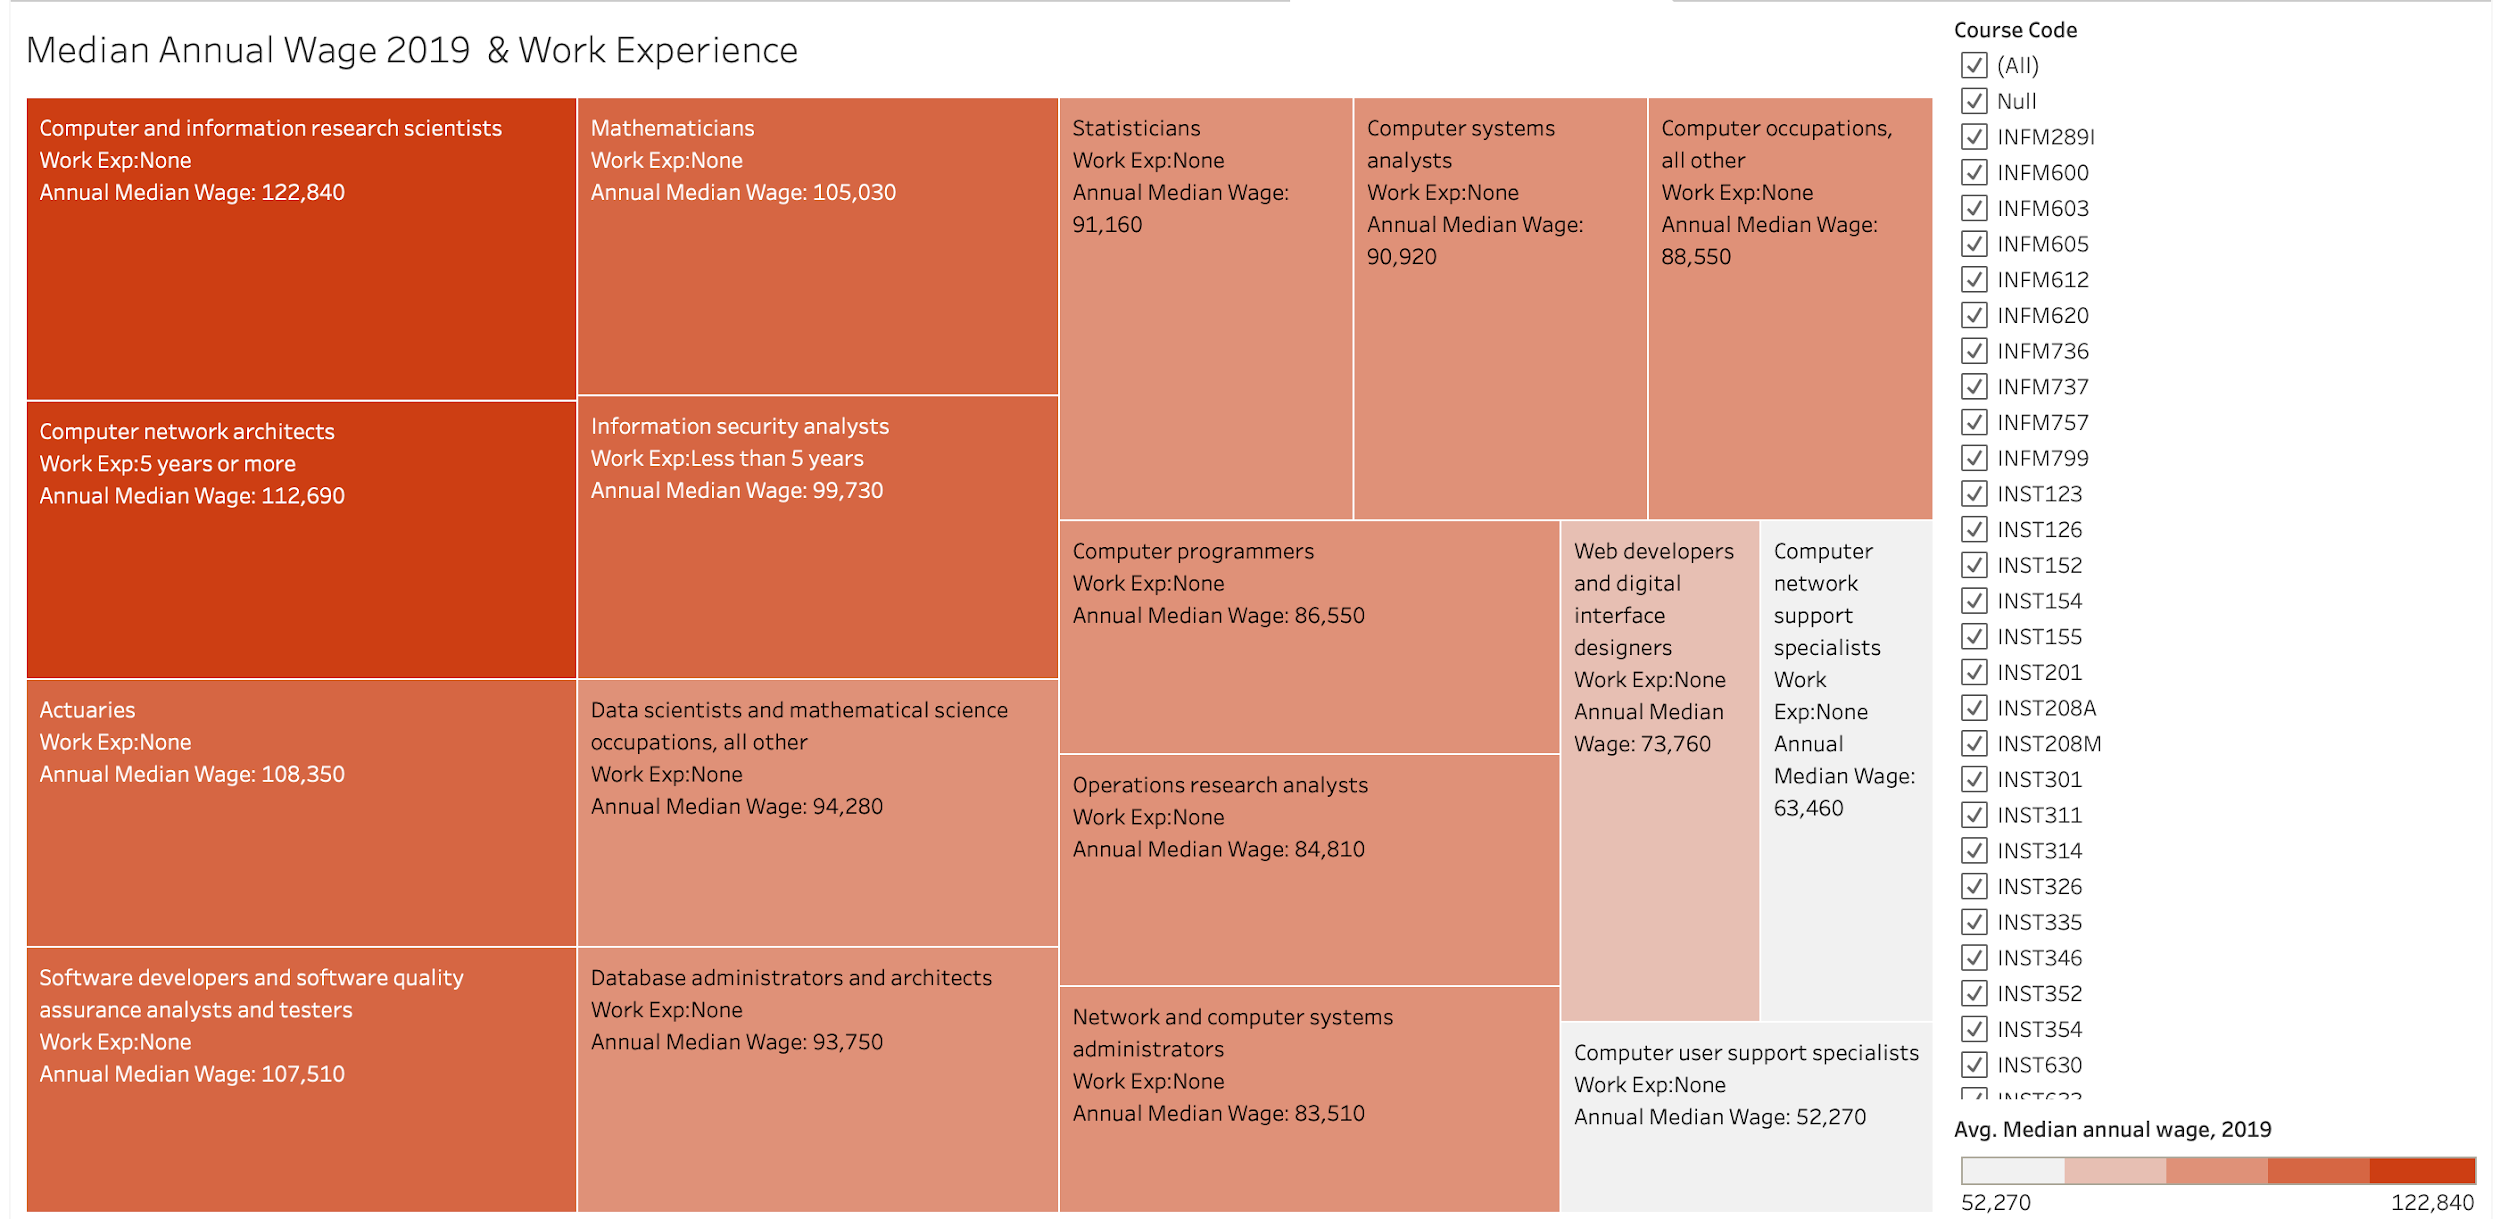 Median Annual Wage 2019 & Work Experience
Computer and information research scientists
Work Exp:None
Annual Median Wage: 122,840
Computer network architects
Work Exp:5 years or more
Annual Median Wage: 112,690
Actuaries
Work Exp:None
Annual Median Wage: 108,350
Software developers and software quality
assurance analysts and testers
Work Exp:None
Annual Median Wage: 107,510
Mathematicians
Work Exp:None
Annual Median Wage: 105,030
Information security analysts
Work Exp:Less than 5 years
Annual Median Wage: 99,730
Data scientists and mathematical science
occupations, all other
Work Exp:None
Annual Median Wage: 94,280
Database administrators and architects
Work Exp:None
Annual Median Wage: 93,750
Statisticians
Work Exp:None
Annual Median Wage:
91,160
Computer systems
analysts
Work Exp:None
Annual Median Wage:
90,920
Computer occupations,
all other
Work Exp:None
Annual Median Wage:
88,550
Computer programmers
Work Exp:None
Annual Median Wage: 86,550
Operations research analysts
Work Exp:None
Annual Median Wage: 84,810
Network and computer systems
administrators
Work Exp:None
Annual Median Wage: 83,510
Web developers
and digital
interface
designers
Work Exp:None
Annual Median
Wage: 73,760
Computer
network
support
specialists
Work
Exp:None
Annual
Median Wage:
63,460
Computer user support specialists
Work Exp:None
Annual Median Wage: 52,270
Course Code
(All)
Null
INFM289I
INFM600
INFM603
INFM605
INFM612
INFM620
INFM736
INFM737
INFM757
INFM799
INST123
INST126
INST152
INST154
INST155
INST201
INST208A
INST208M
INST301
INST311
INST314
INST326
INST335
INST346
INST352
INST354
INST630
Avg. Median annual wage, 2019
52,270
122,840